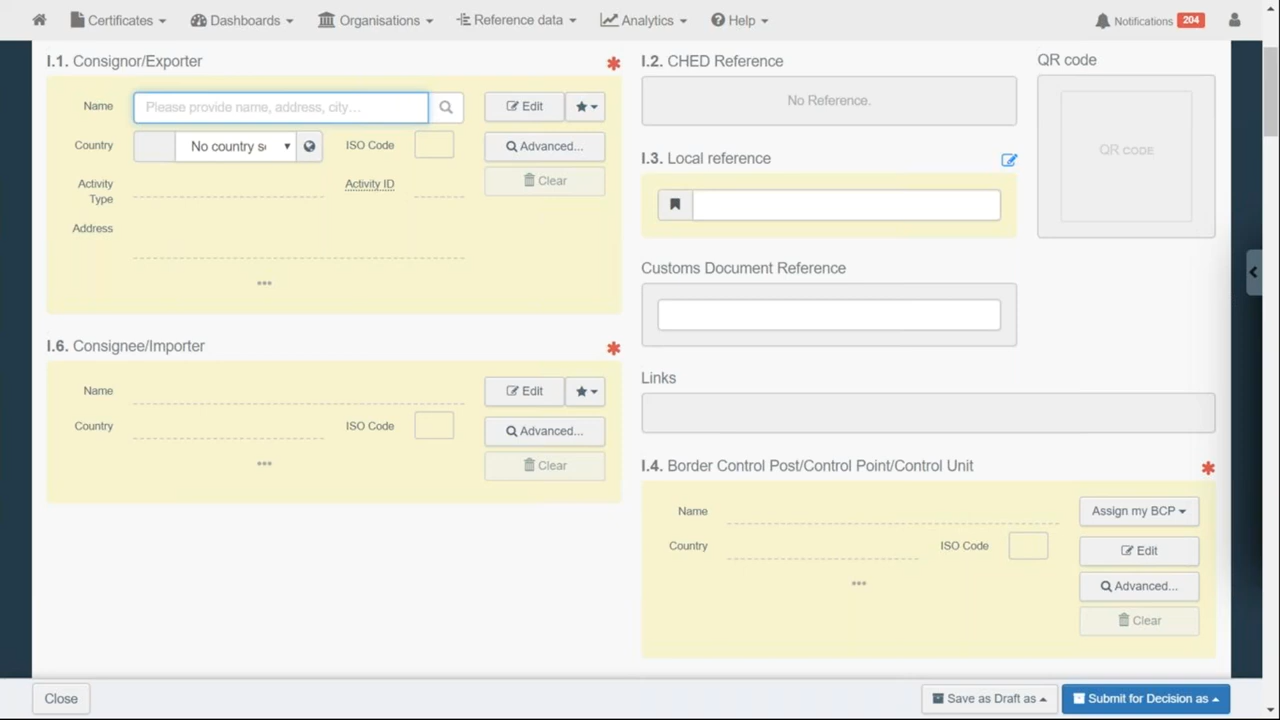 Certificates Dashboards Organisations Reference data Analytics Help Notifications 204
I.1. Consignor/Exporter
Name Please provide name, address, city... Edit
Country No country s ISO Code Advanced...
Activity Type Activity ID Clear
Address
I.6. Consignee/Importer
Name Edit
Country ISO Code Advanced...
Clear
I.2. CHED Reference
No Reference.
QR code
QR CODE
I.3. Local reference
Customs Document Reference
Links
I.4. Border Control Post/Control Point/Control Unit
Name Assign my BCP
Country ISO Code Edit
Advanced...
Clear
Close Save as Draft as Submit for Decision as